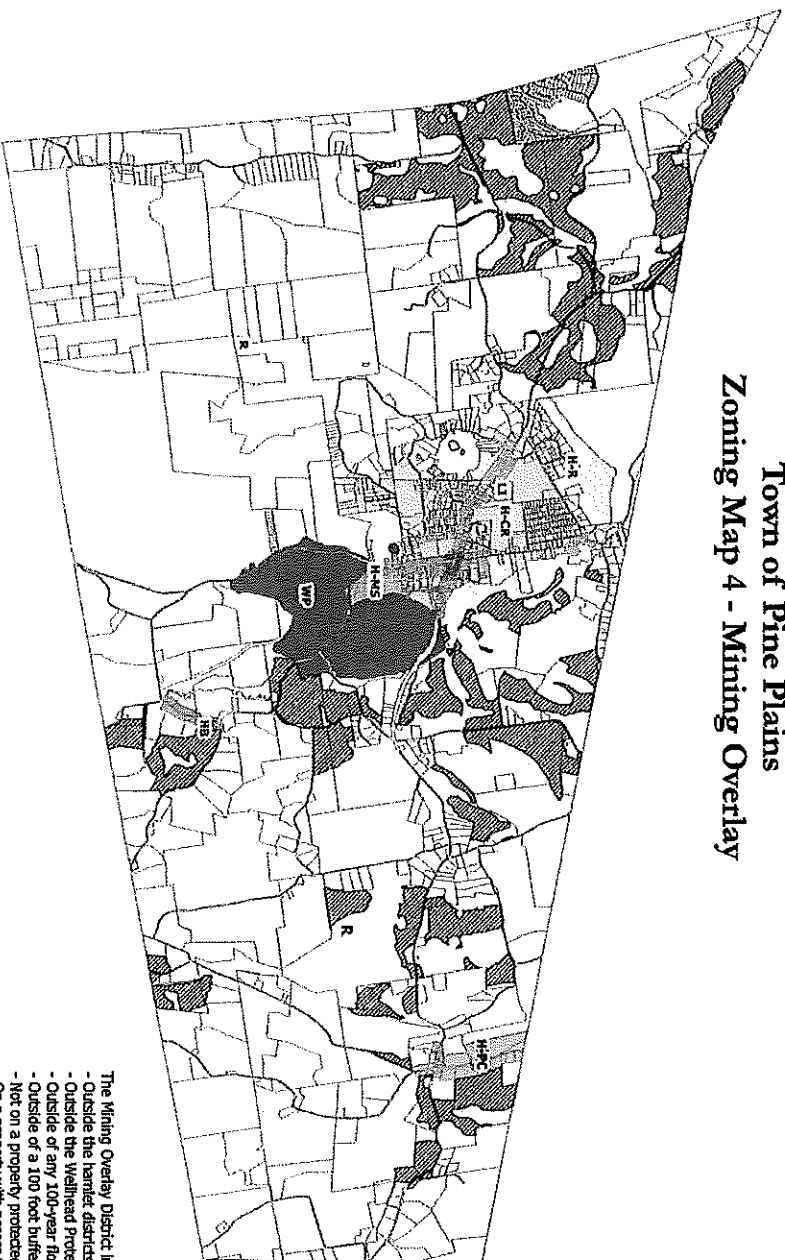 Town of Pine Plains
Zoning Map 4 - Mining Overlay
H-R
LI
H-CR
H-MS
WP
R
HB
R
H-PC
The Mining Overlay District i
- Outside the hamlet districts
- Outside the Wellhead Prote
- Outside of any 100-year flo
- Outside of a 100 foot buffe
- Not on a property protected